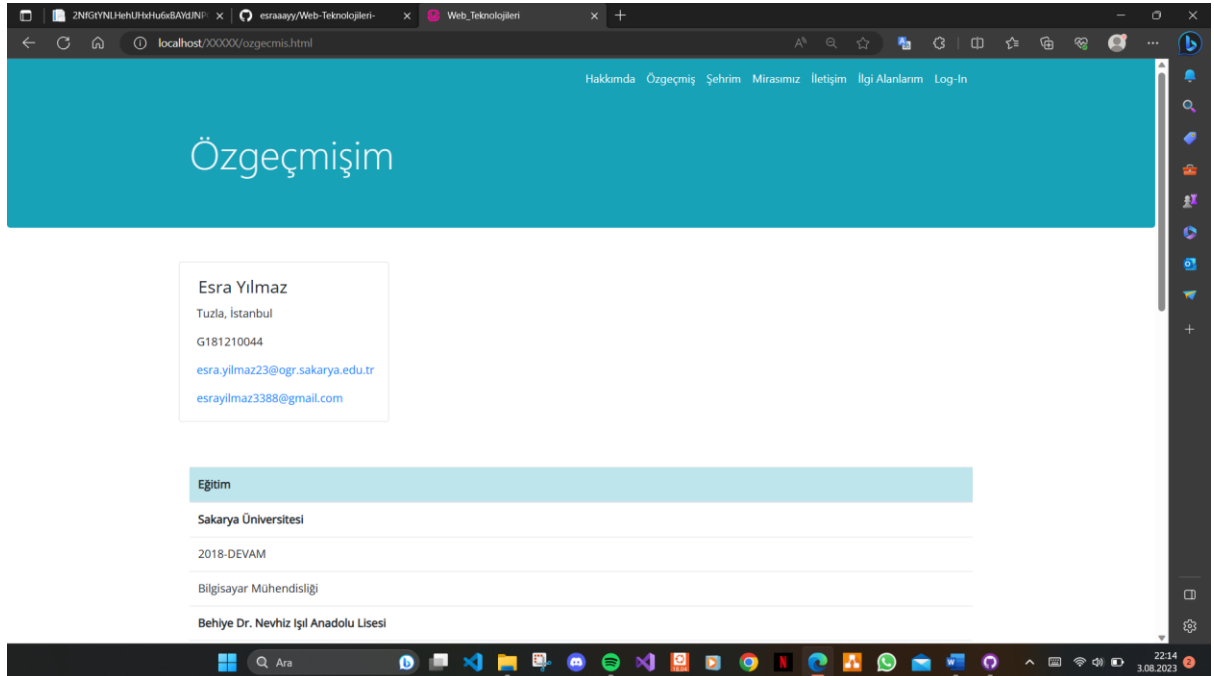 2NfGtYNLHehUHxHu6xBAYdJNP
esraaayy/Web-Teknolojileri-
Web_Teknolojileri
localhost/XXXXX/ozgecmis.html
Hakkımda Özgeçmiş Şehrim Mirasımız İletişim İlgi Alanlarım Log-In
Özgeçmişim
Esra Yılmaz
Tuzla, İstanbul
G181210044
esra.yilmaz23@ogr.sakarya.edu.tr
esrayilmaz3388@gmail.com
Eğitim
Sakarya Üniversitesi
2018-DEVAM
Bilgisayar Mühendisliği
Behiye Dr. Nevhiz Işıl Anadolu Lisesi
Ara
22:14
3.08.2023
2